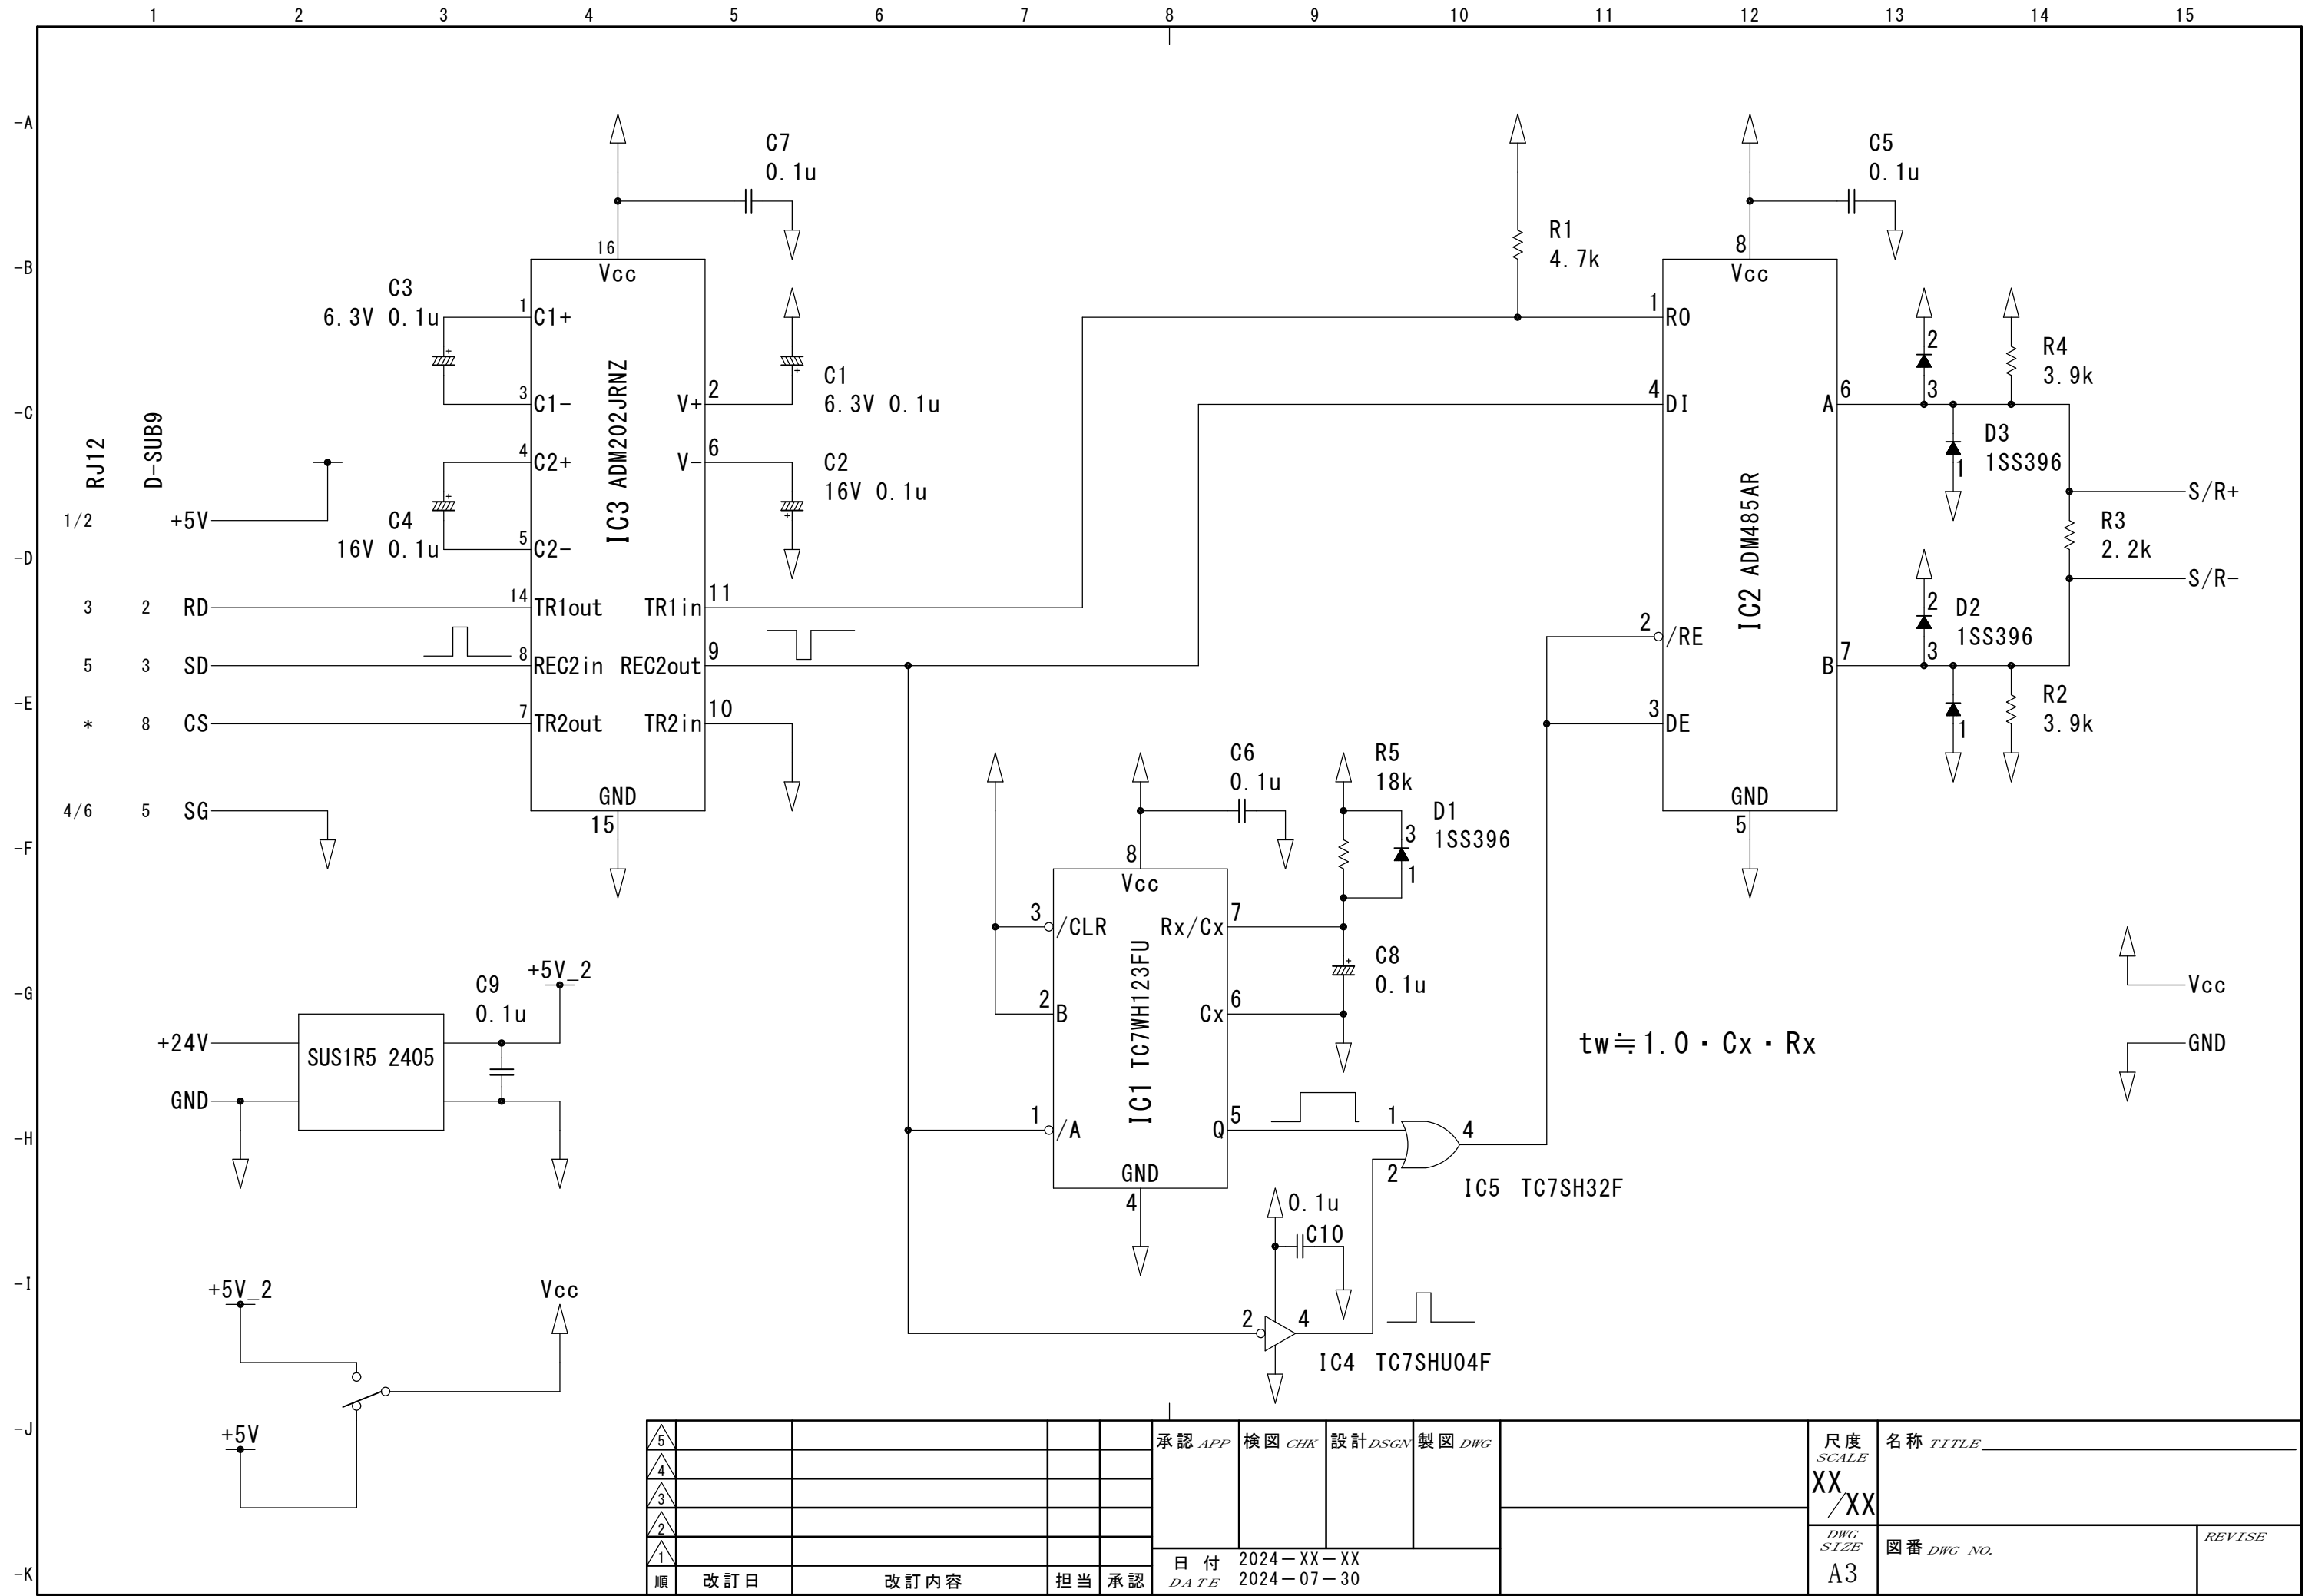 1 2 3 4 5 6 7 8 9 10 11 12 13 14 15
-A
-B
-C
-D
-E
-F
-G
-H
-I
-J
-K
RJ12
D-SUB9
1/2 +5V
3 2 RD
5 3 SD
* 8 CS
4/6 5 SG
C3
6.3V 0.1u
C4
16V 0.1u
C7
0.1u
16
Vcc
1 C1+
3 C1-
4 C2+
5 C2-
14 TR1out
8 REC2in
7 TR2out
IC3 ADM202JRNZ
V+ 2
V- 6
TR1in 11
REC2out 9
TR2in 10
GND
15
C1
6.3V 0.1u
C2
16V 0.1u
R1
4.7k
C5
0.1u
8
Vcc
1 RO
4 DI
2 /RE
3 DE
IC2 ADM485AR
A 6
B 7
GND
5
2
3
R4
3.9k
D3
1SS396
1
S/R+
R3
2.2k
S/R-
2
3
D2
1SS396
1
R2
3.9k
C6
0.1u
R5
18k
D1
1SS396
3
1
8
Vcc
3 /CLR
2 B
1 /A
IC1 TC7WH123FU
Rx/Cx 7
Cx 6
Q 5
GND
4
C8
0.1u
tw≒1.0・Cx・Rx
Vcc
GND
1
2
4
IC5 TC7SH32F
0.1u
C10
2 4
IC4 TC7SHU04F
C9
0.1u
+5V_2
+24V
GND
SUS1R5 2405
+5V_2
Vcc
+5V
5
4
3
2
1
順 改訂日 改訂内容 担当 承認
承認 APP 検図 CHK 設計 DSGN 製図 DWG
日付 2024-XX-XX
DATE 2024-07-30
尺度
SCALE
XX/XX
名称 TITLE
DWG
SIZE
A3
図番 DWG NO.
REVISE